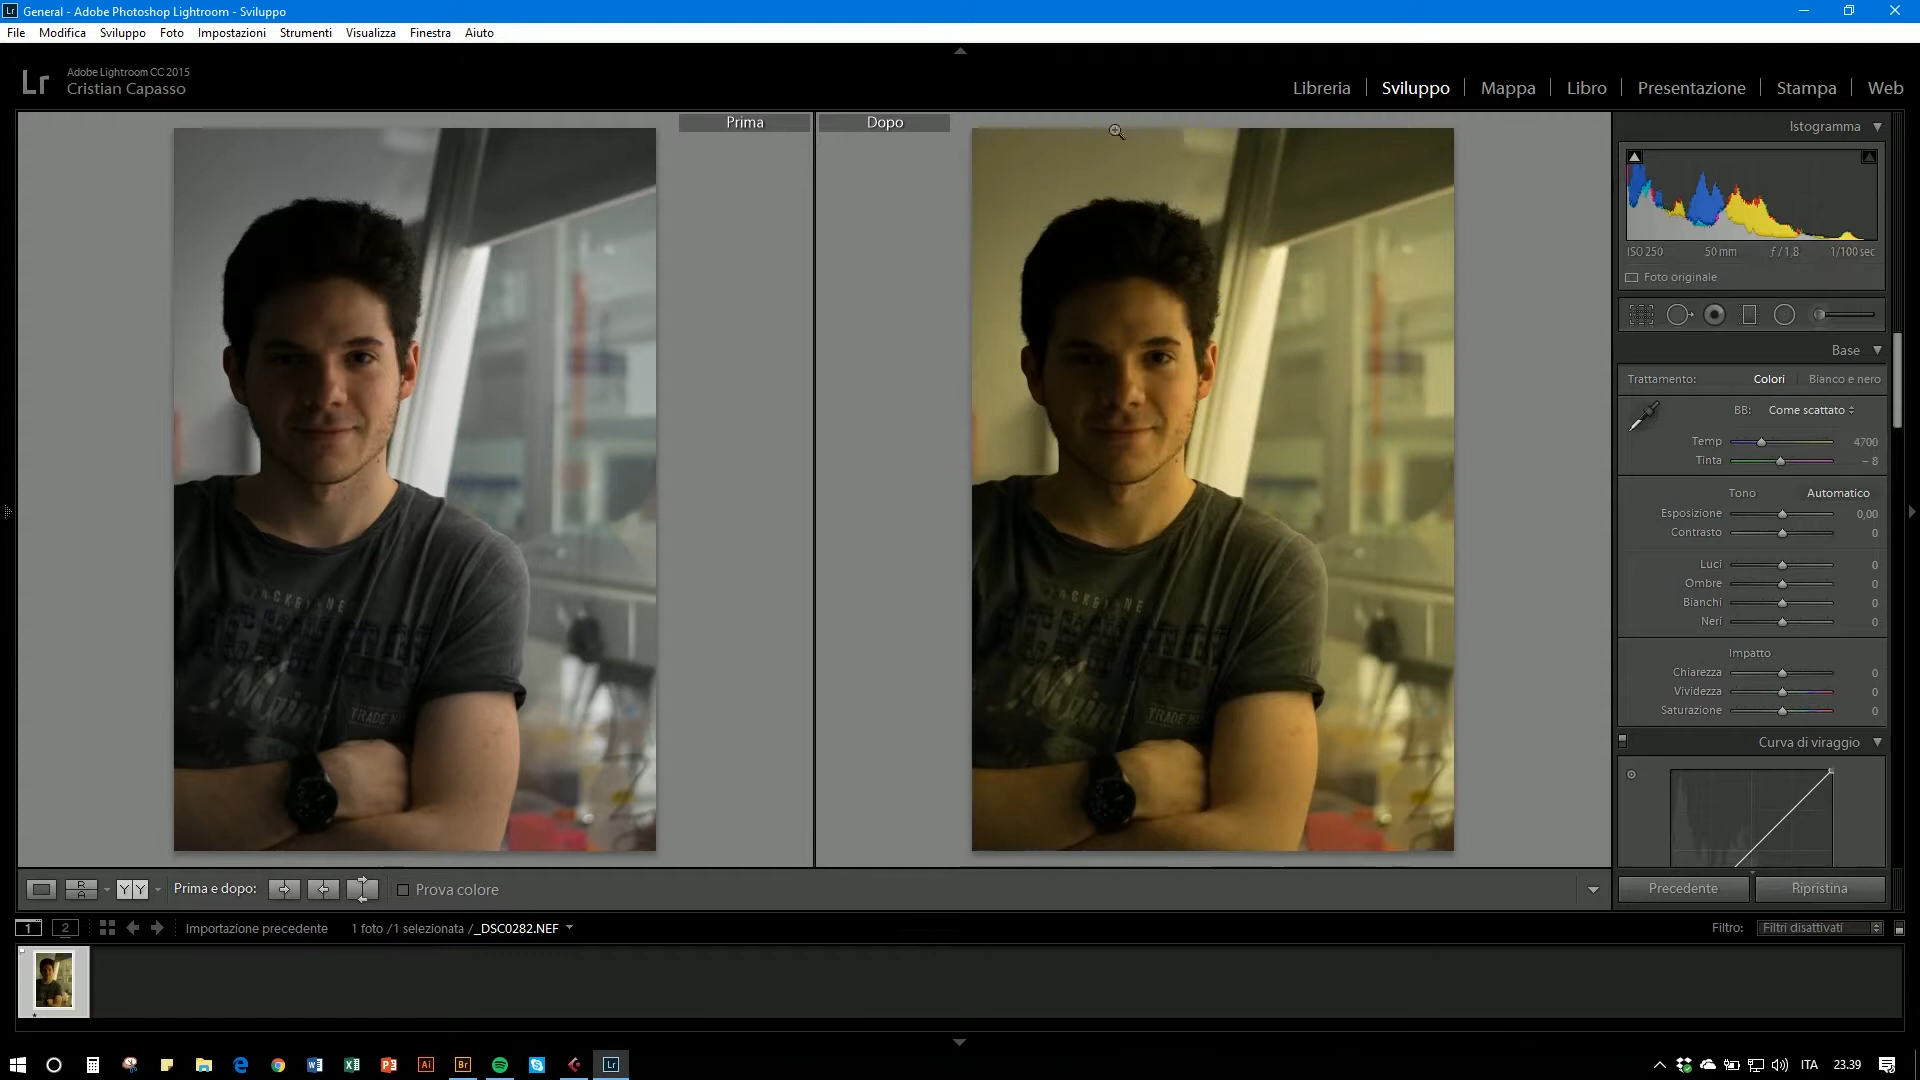 Lr General - Adobe Photoshop Lightroom - Sviluppo
File Modifica Sviluppo Foto Impostazioni Strumenti Visualizza Finestra Aiuto
Lr
Adobe Lightroom CC 2015
Cristian Capasso
Libreria Sviluppo Mappa Libro Presentazione Stampa Web
Prima Dopo
Istogramma
ISO 250 50 mm ƒ / 1,8 1/100 sec
Foto originale
Base
Trattamento: Colori Bianco e nero
BB: Come scattato
Temp 4700
Tinta – 8
Tono Automatico
Esposizione 0,00
Contrasto 0
Luci 0
Ombre 0
Bianchi 0
Neri 0
Impatto
Chiarezza 0
Vividezza 0
Saturazione 0
Curva di viraggio
TRADE
R A Y Y Prima e dopo: Prova colore
Precedente Ripristina
1 2 Importazione precedente 1 foto /1 selezionata /_DSC0282.NEF
Filtro: Filtri disattivati
Ai Br Lr
ITA 23.39